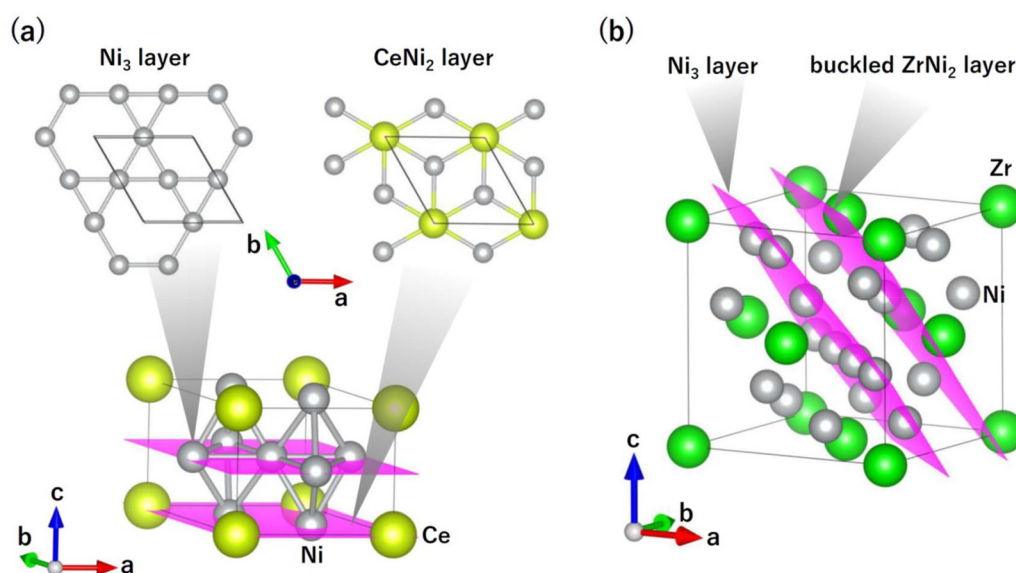 (a)
Ni₃ layer
CeNi₂ layer
b
a
c
b
a
Ni
Ce
(b)
Ni₃ layer
buckled ZrNi₂ layer
Zr
Ni
c
b
a